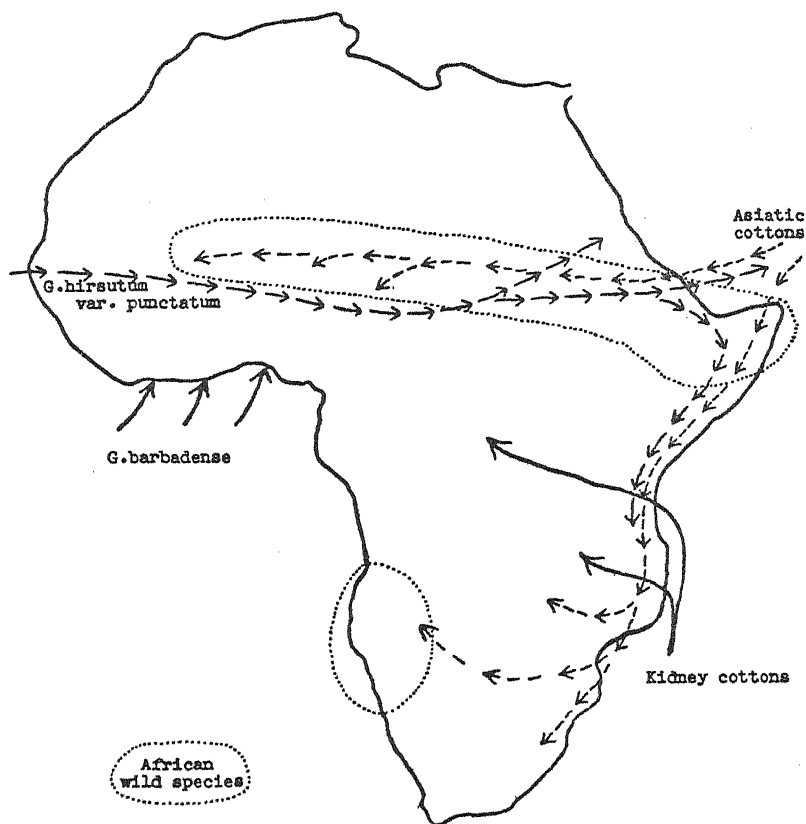 Asiatic
cottons
G.hirsutum
var. punctatum
G.barbadense
Kidney cottons
African
wild species